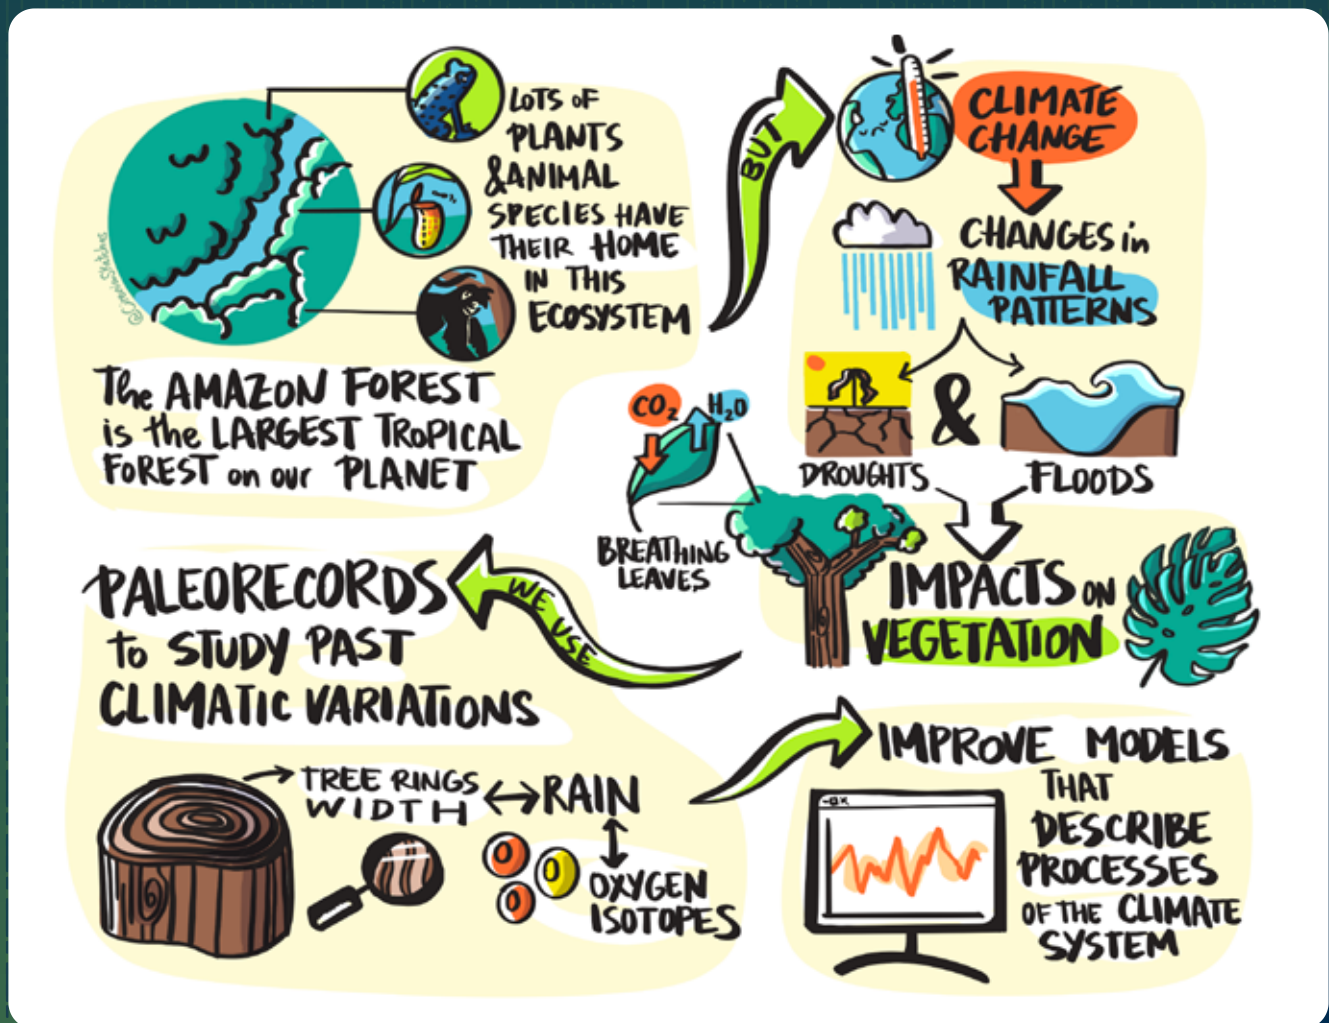 LOTS OF
PLANTS
& ANIMAL
SPECIES HAVE
THEIR HOME
IN THIS
ECOSYSTEM
The AMAZON FOREST
is the LARGEST TROPICAL
FOREST on our PLANET
BUT
CLIMATE
CHANGE
CHANGES in
RAINFALL
PATTERNS
&
DROUGHTS
FLOODS
CO₂
H₂O
BREATHING
LEAVES
IMPACTS ON
VEGETATION
WE USE
PALEORECORDS
to STUDY PAST
CLIMATIC VARIATIONS
TREE RINGS
WIDTH
RAIN
OXYGEN
ISOTOPES
IMPROVE MODELS
THAT
DESCRIBE
PROCESSES
OF THE CLIMATE
SYSTEM